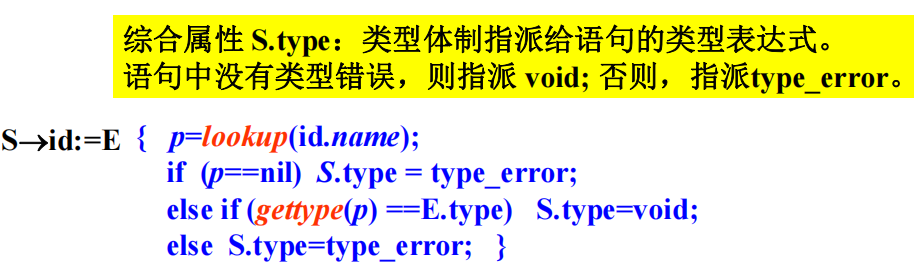 综合属性 S.type：类型体制指派给语句的类型表达式。
语句中没有类型错误，则指派 void; 否则，指派type_error。
S→id:=E { p=lookup(id.name);
if (p==nil) S.type = type_error;
else if (gettype(p) ==E.type) S.type=void;
else S.type=type_error; }